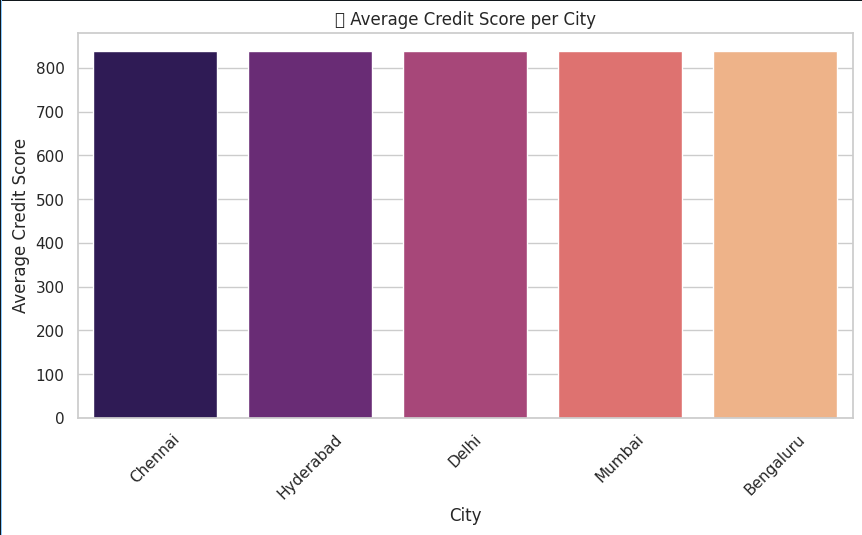 Average Credit Score per City
Average Credit Score
800
700
600
500
400
300
200
100
0
Chennai
Hyderabad
Delhi
Mumbai
Bengaluru
City